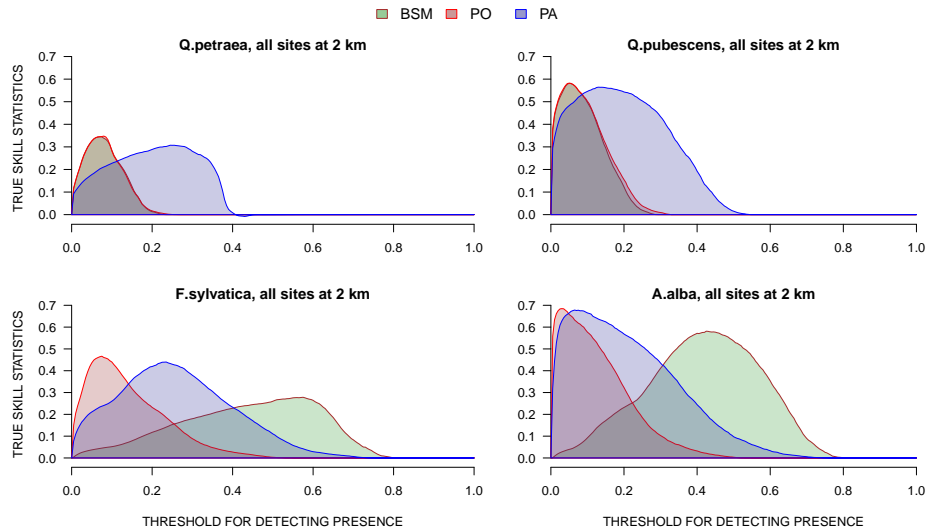 BSM PO PA
Q.petraea, all sites at 2 km
TRUE SKILL STATISTICS
0.7
0.6
0.5
0.4
0.3
0.2
0.1
0.0
0.0 0.2 0.4 0.6 0.8 1.0
Q.pubescens, all sites at 2 km
0.7
0.6
0.5
0.4
0.3
0.2
0.1
0.0
0.0 0.2 0.4 0.6 0.8 1.0
F.sylvatica, all sites at 2 km
TRUE SKILL STATISTICS
0.7
0.6
0.5
0.4
0.3
0.2
0.1
0.0
0.0 0.2 0.4 0.6 0.8 1.0
THRESHOLD FOR DETECTING PRESENCE
A.alba, all sites at 2 km
0.7
0.6
0.5
0.4
0.3
0.2
0.1
0.0
0.0 0.2 0.4 0.6 0.8 1.0
THRESHOLD FOR DETECTING PRESENCE